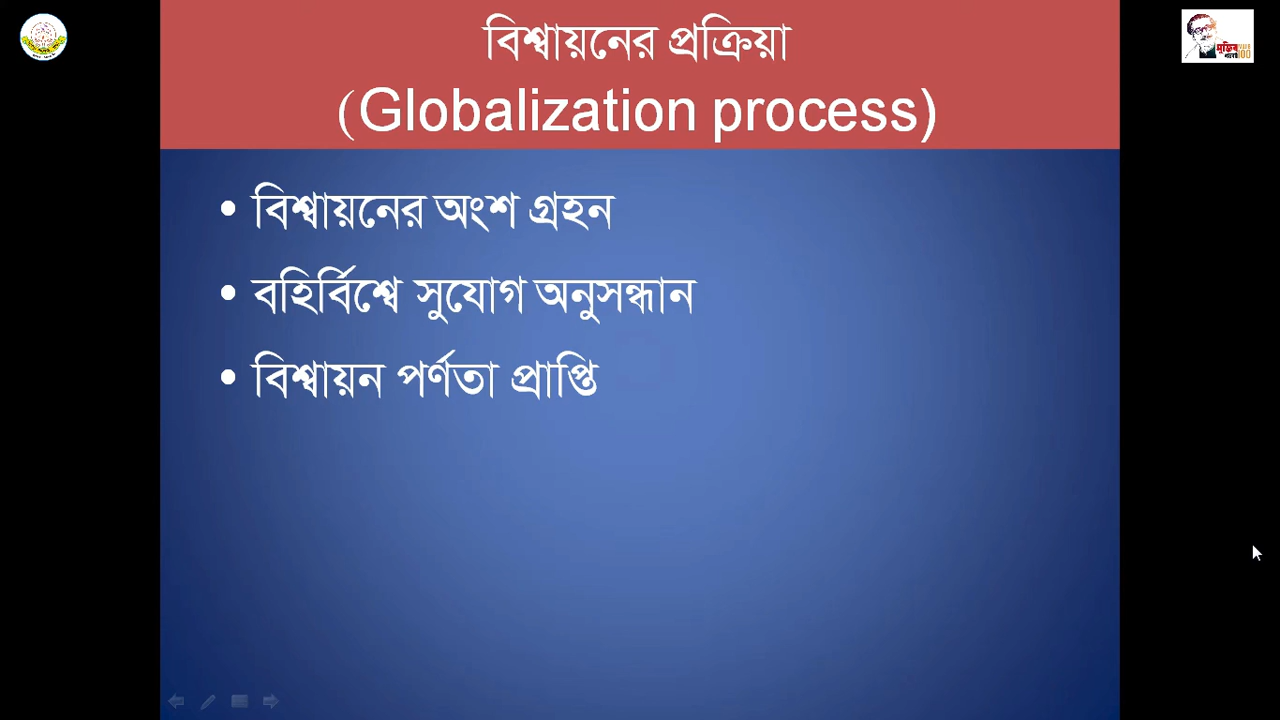 বিশ্বায়নের প্রক্রিয়া
(Globalization process)
• বিশ্বায়নের অংশ গ্রহন
• বহির্বিশ্বে সুযোগ অনুসন্ধান
• বিশ্বায়ন পর্ণতা প্রাপ্তি